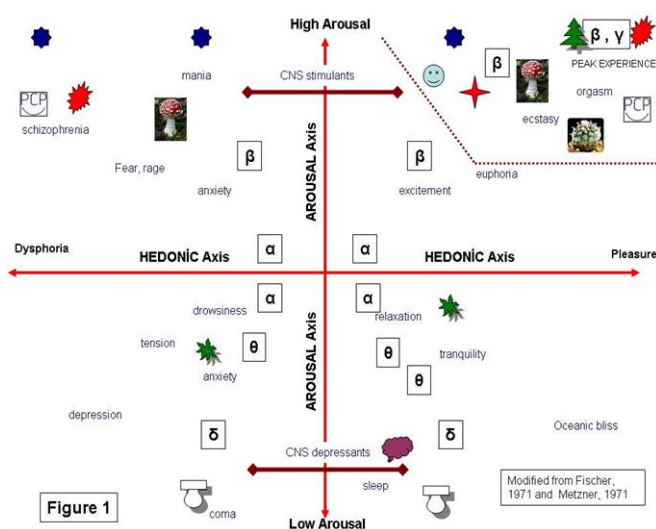 High Arousal
β , γ
PEAK EXPERIENCE
mania
CNS stimulants
β
orgasm
PCP
PCP
schizophrenia
ecstasy
AROUSAL Axis
Fear, rage
β
β
anxiety
excitement
euphoria
Dysphoria
HEDONİC Axis
α
α
HEDONİC Axis
Pleasure
drowsiness
α
α
relaxation
AROUSAL Axis
tension
θ
θ
tranquility
anxiety
θ
depression
δ
δ
Oceanic bliss
CNS depressants
sleep
Modified from Fischer,
1971 and Metzner, 1971
Figure 1
coma
Low Arousal